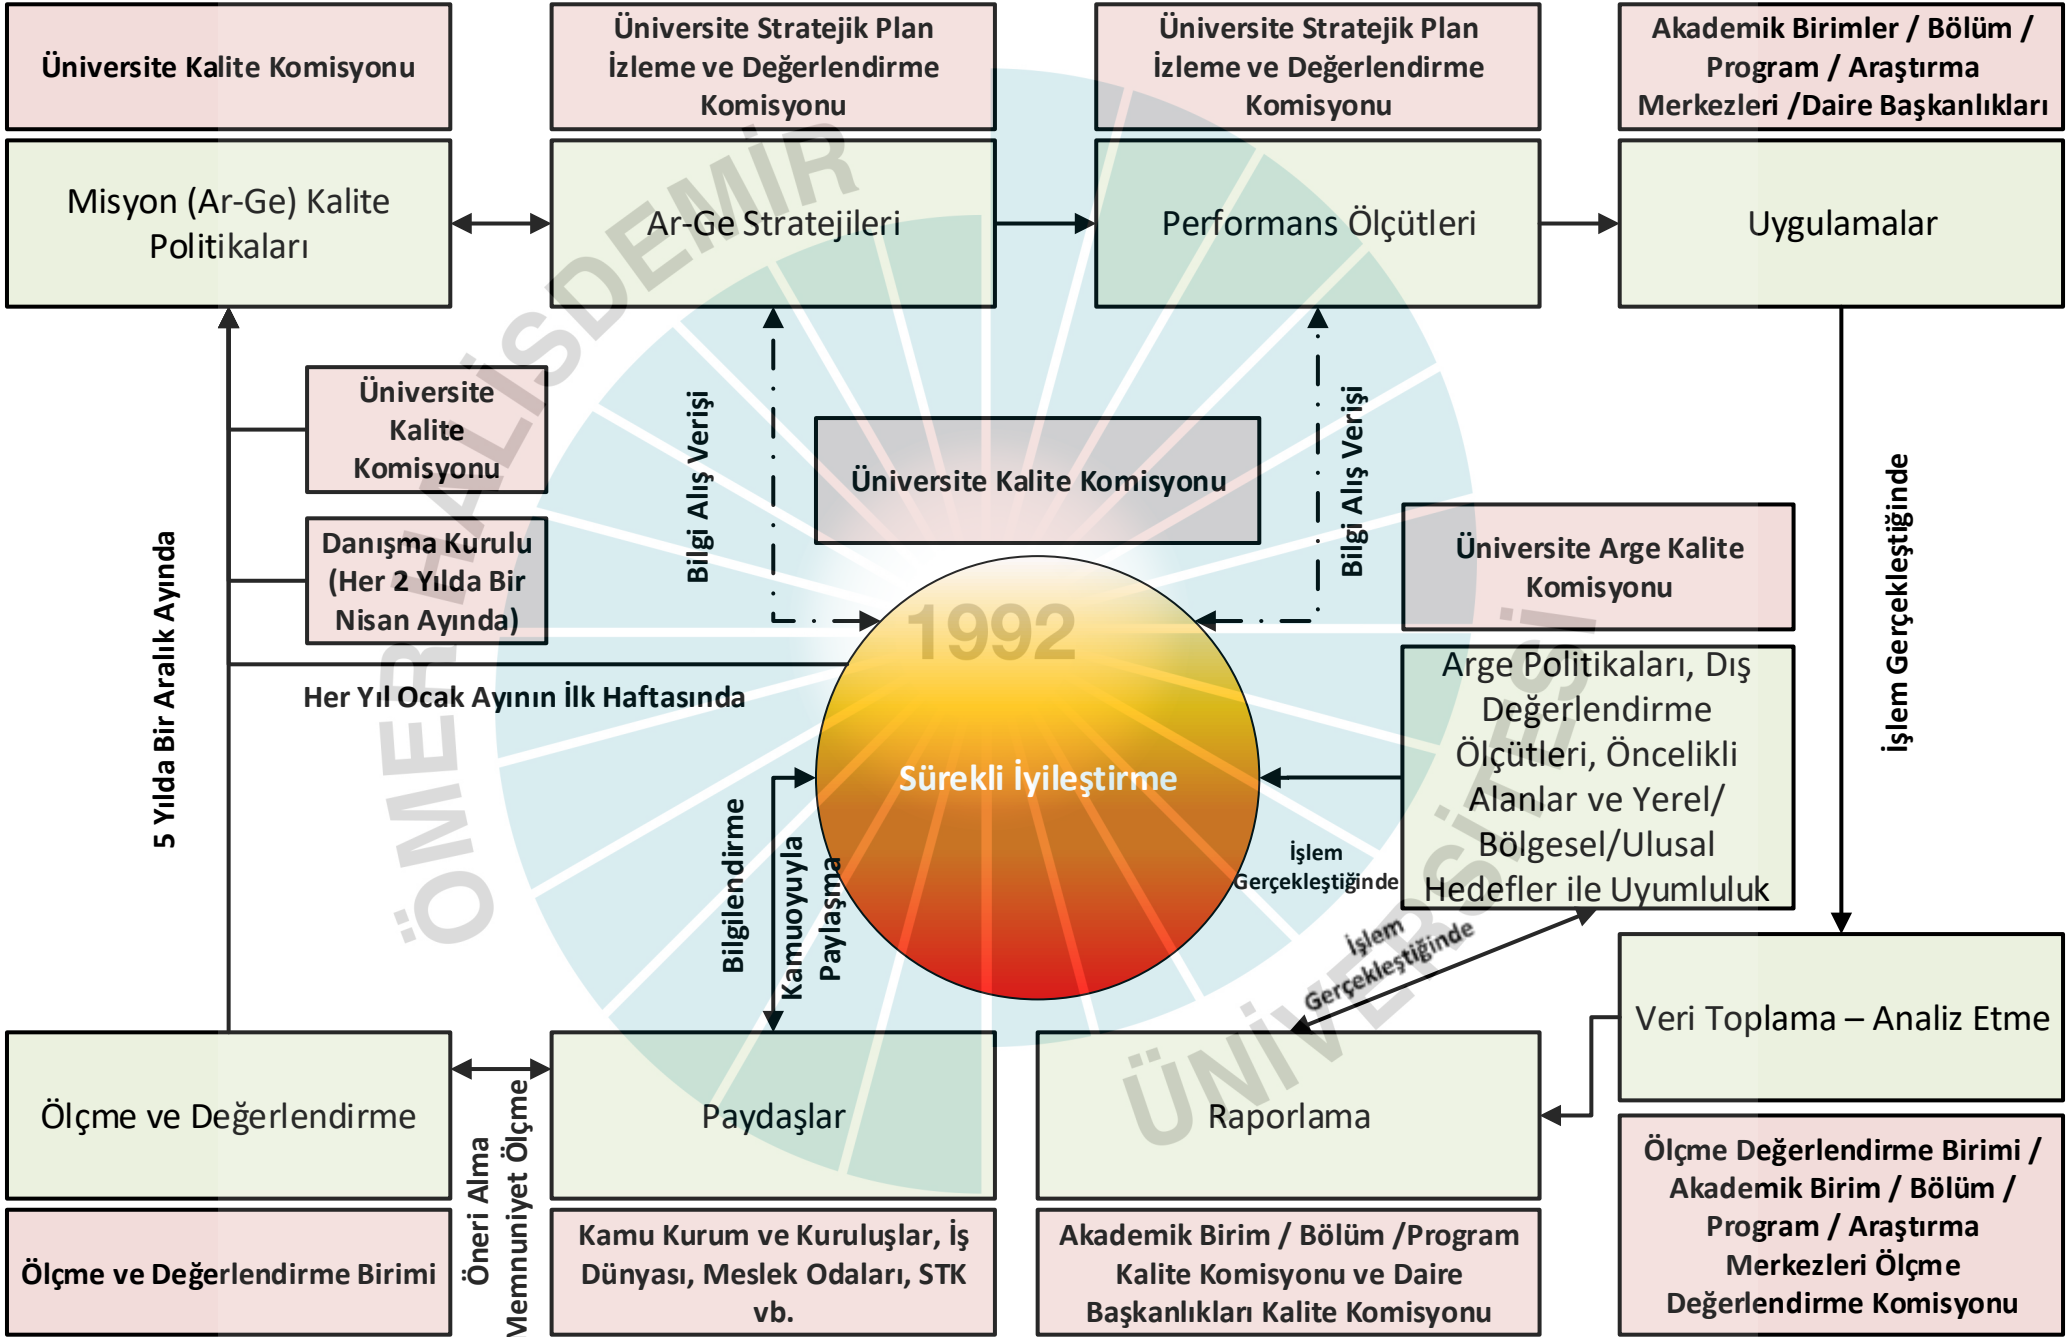 Üniversite Kalite Komisyonu
Üniversite Stratejik Plan
İzleme ve Değerlendirme
Komisyonu
Üniversite Stratejik Plan
İzleme ve Değerlendirme
Komisyonu
Akademik Birimler / Bölüm /
Program / Araştırma
Merkezleri /Daire Başkanlıkları
Misyon (Ar-Ge) Kalite
Politikaları
Ar-Ge Stratejileri
Performans Ölçütleri
Uygulamalar
Üniversite
Kalite
Komisyonu
Danışma Kurulu
(Her 2 Yılda Bir
Nisan Ayında)
5 Yılda Bir Aralık Ayında
Her Yıl Ocak Ayının İlk Haftasında
Bilgi Alış Verişi
Üniversite Kalite Komisyonu
Bilgi Alış Verişi
Üniversite Arge Kalite
Komisyonu
İşlem Gerçekleştiğinde
Arge Politikaları, Dış
Değerlendirme
Ölçütleri, Öncelikli
Alanlar ve Yerel/
Bölgesel/Ulusal
Hedefler ile Uyumluluk
1992
Sürekli İyileştirme
Bilgilendirme
Kamuoyuyla
Paylaşma
İşlem
Gerçekleştiğinde
İşlem
Gerçekleştiğinde
ÖMER HALİSDEMİR
ÜNİVERSİTESİ
Ölçme ve Değerlendirme
Öneri Alma
Memnuniyet Ölçme
Paydaşlar
Raporlama
Veri Toplama – Analiz Etme
Ölçme ve Değerlendirme Birimi
Kamu Kurum ve Kuruluşlar, İş
Dünyası, Meslek Odaları, STK
vb.
Akademik Birim / Bölüm /Program
Kalite Komisyonu ve Daire
Başkanlıkları Kalite Komisyonu
Ölçme Değerlendirme Birimi /
Akademik Birim / Bölüm /
Program / Araştırma
Merkezleri Ölçme
Değerlendirme Komisyonu